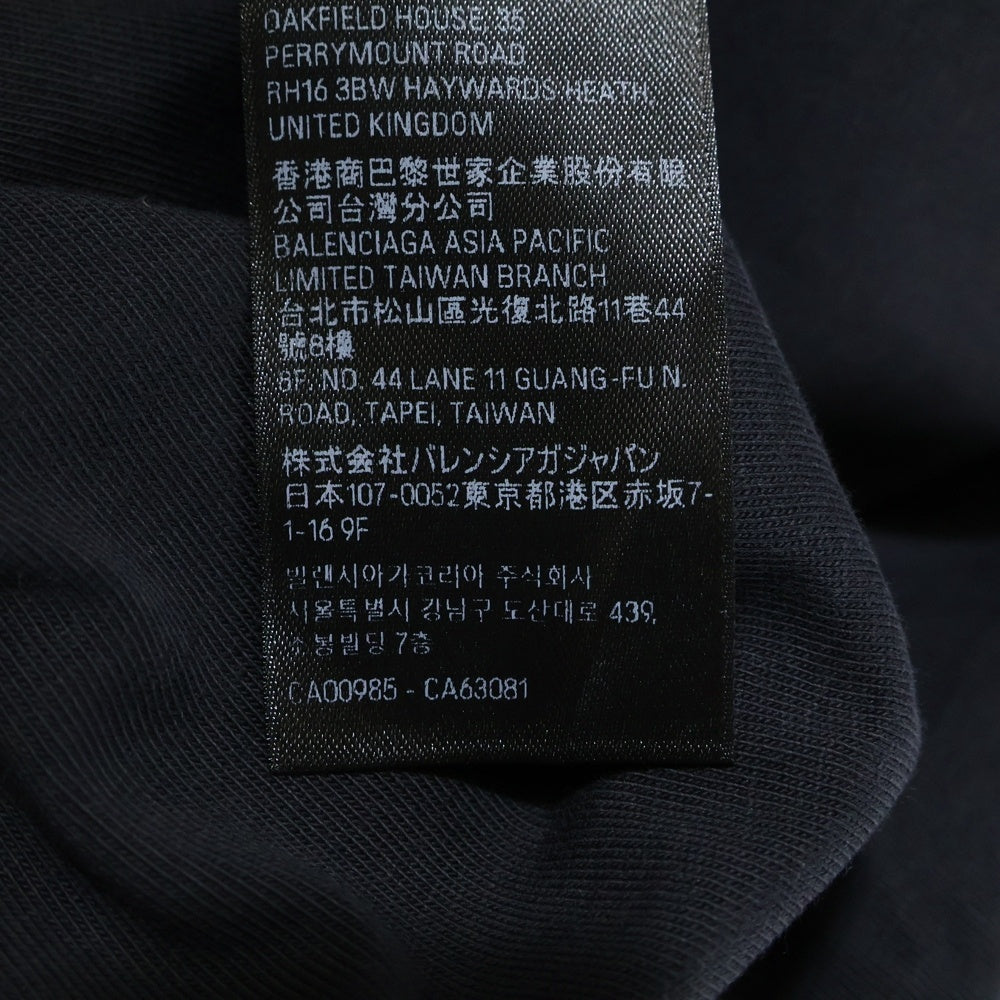 OAKFIELD HOUSE, 35
PERRYMOUNT ROAD
RH16 3BW HAYWARDS HEATH,
UNITED KINGDOM
香港商巴黎世家企業股份有限
公司台灣分公司
BALENCIAGA ASIA PACIFIC
LIMITED TAIWAN BRANCH
台北市松山區光復北路11巷44
號8樓
8F. NO. 44 LANE 11 GUANG-FU N.
ROAD, TAPEI, TAIWAN
株式会社バレンシアガジャパン
日本107-0052東京都港区赤坂7-
1-16 9F
발렌시아가코리아 주식회사
서울특별시 강남구 도산대로 439,
7층
CA00985 - CA63081